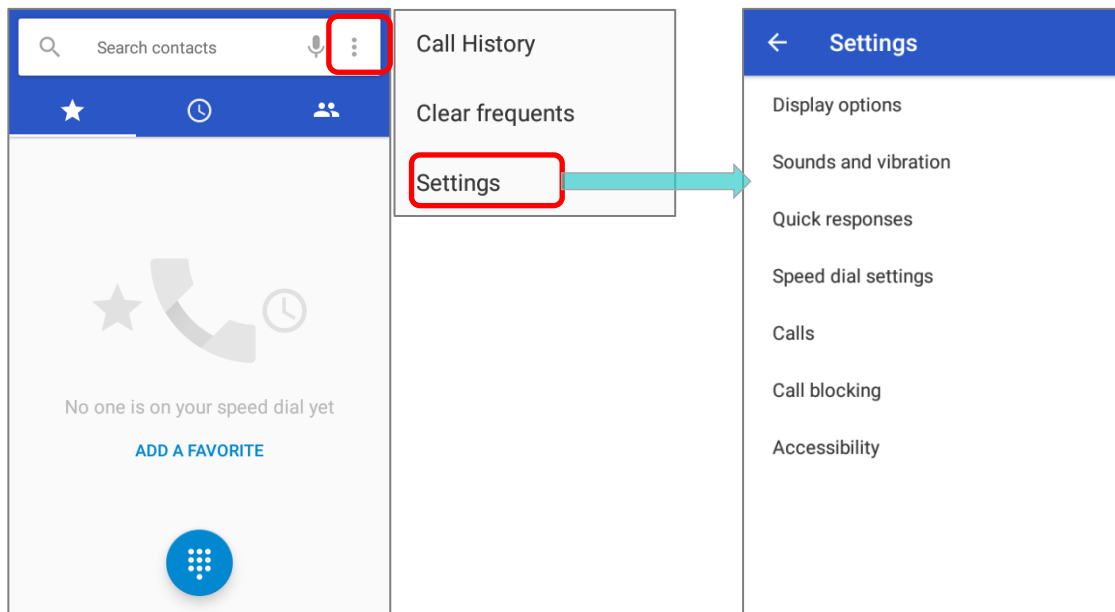 Search contacts
No one is on your speed dial yet
ADD A FAVORITE
Call History
Clear frequents
Settings
Settings
Display options
Sounds and vibration
Quick responses
Speed dial settings
Calls
Call blocking
Accessibility